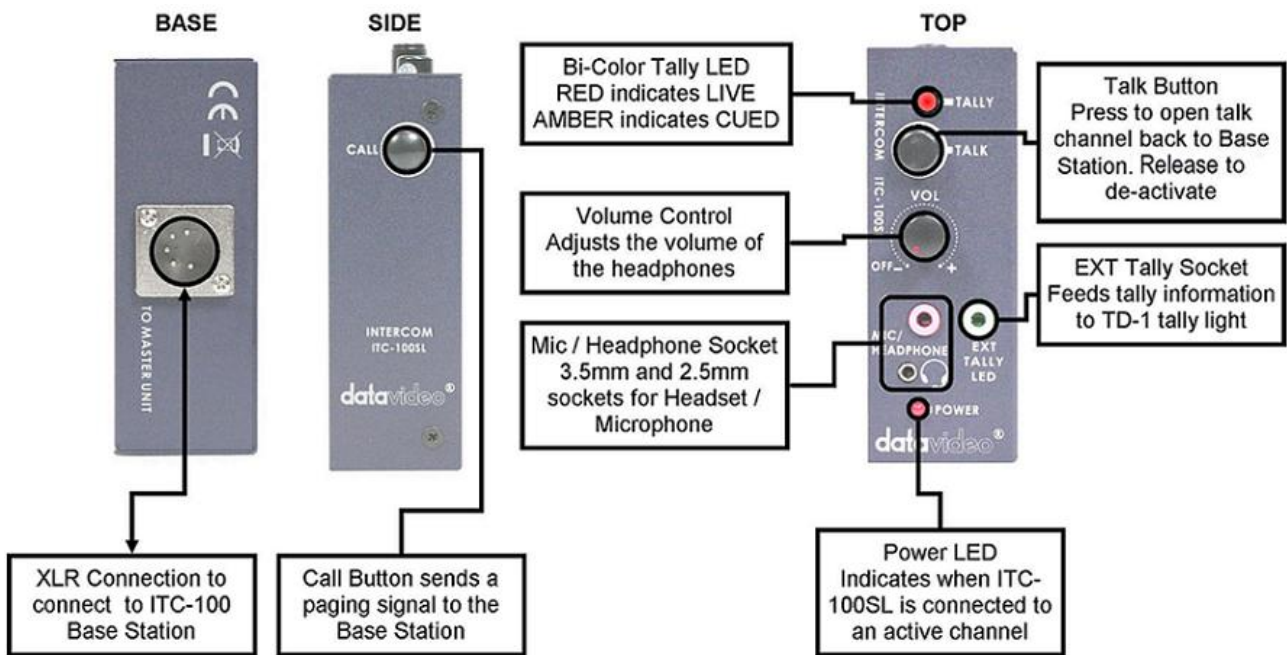 BASE
SIDE
TOP
CE
TO MASTER UNIT
CALL
INTERCOM
ITC-100SL
datavideo®
Bi-Color Tally LED
RED indicates LIVE
AMBER indicates CUED
Volume Control
Adjusts the volume of
the headphones
Mic / Headphone Socket
3.5mm and 2.5mm
sockets for Headset /
Microphone
TALLY
TALK
INTERCOM ITC-100S
VOL
OFF - +
MIC/
HEADPHONE
EXT
TALLY
LED
POWER
datavideo®
Talk Button
Press to open talk
channel back to Base
Station. Release to
de-activate
EXT Tally Socket
Feeds tally information
to TD-1 tally light
XLR Connection to
connect to ITC-100
Base Station
Call Button sends a
paging signal to the
Base Station
Power LED
Indicates when ITC-
100SL is connected to
an active channel